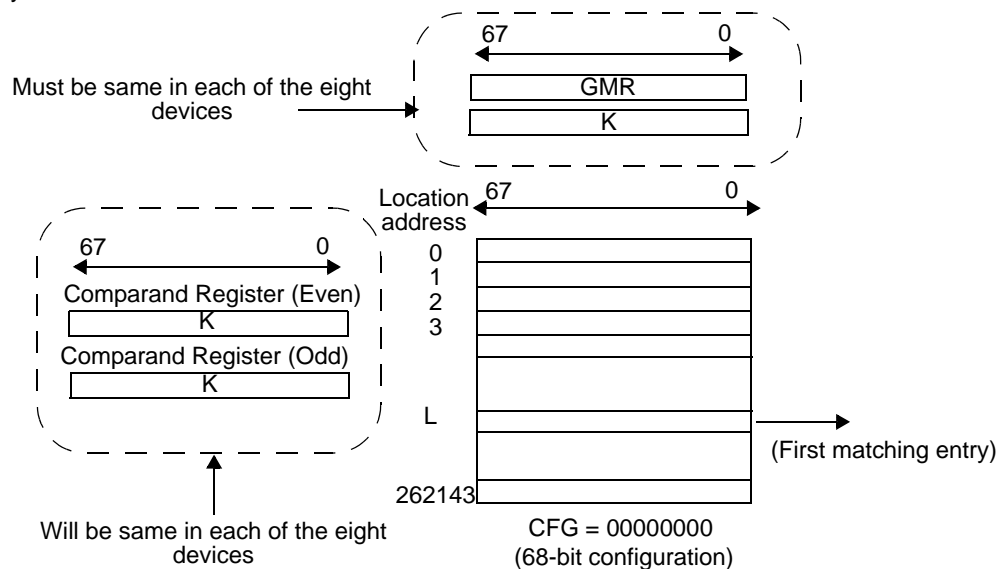 67 0
GMR
K
Must be same in each of the eight
devices
Location
address
67 0
0
1
2
3
L
262143
(First matching entry)
CFG = 00000000
(68-bit configuration)
67 0
Comparand Register (Even)
K
Comparand Register (Odd)
K
Will be same in each of the eight
devices